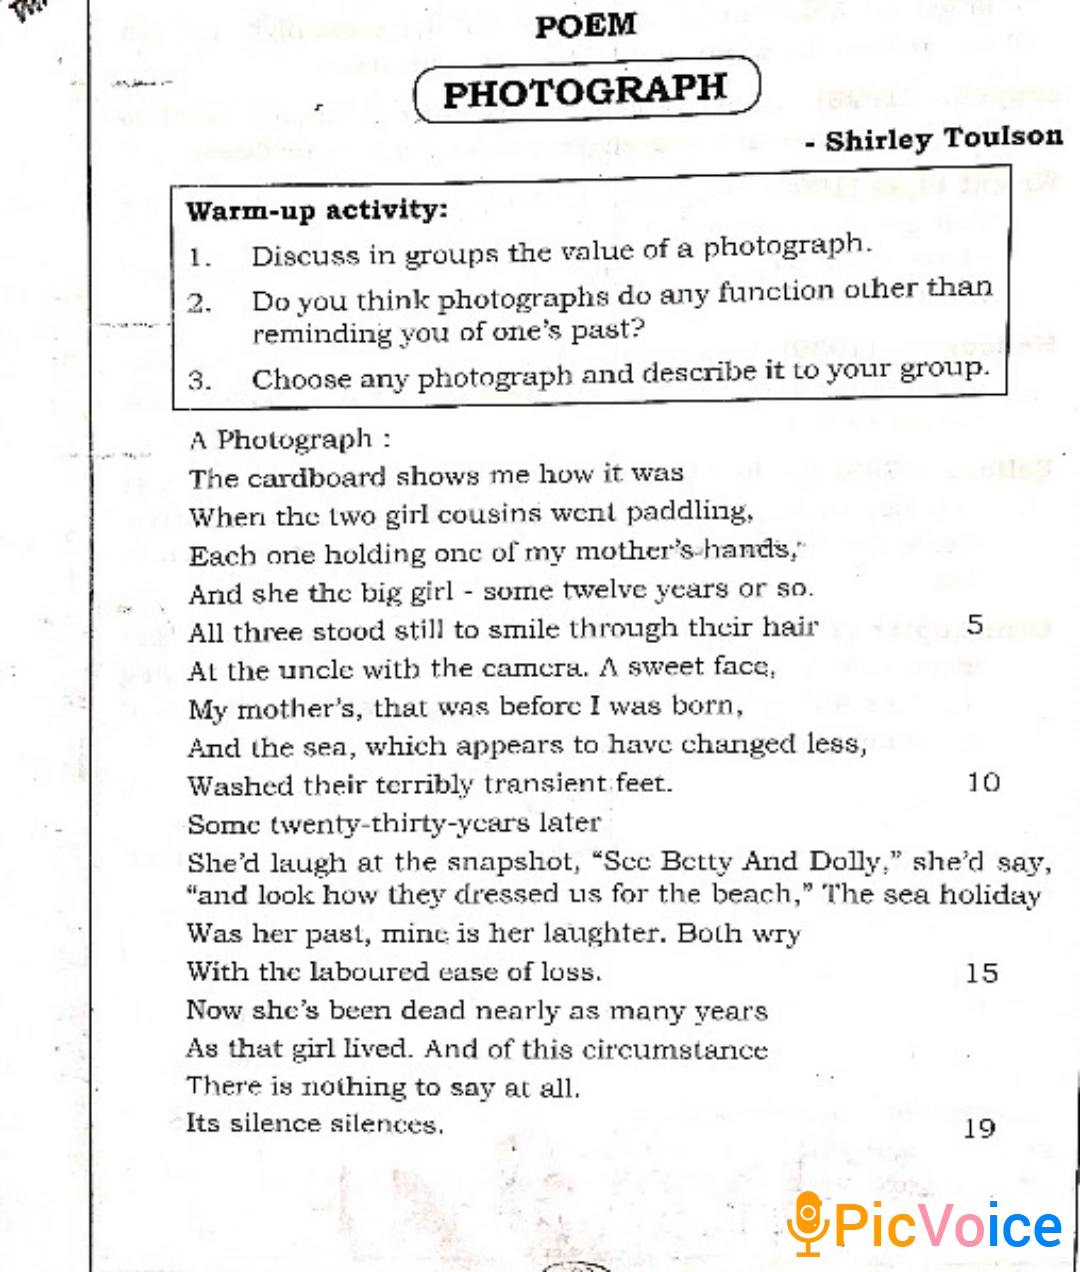 POEM
PHOTOGRAPH
- Shirley Toulson
Warm-up activity:
1. Discuss in groups the value of a photograph.
2. Do you think photographs do any function other than
reminding you of one's past?
3. Choose any photograph and describe it to your group.
A Photograph :
The cardboard shows me how it was
When the two girl cousins went paddling,
Each one holding one of my mother's hands,
And she the big girl - some twelve years or so.
All three stood still to smile through their hair 5
At the uncle with the camera. A sweet face,
My mother's, that was before I was born,
And the sea, which appears to have changed less,
Washed their terribly transient feet. 10
Some twenty-thirty-years later
She'd laugh at the snapshot, “See Betty And Dolly,” she'd say,
“and look how they dressed us for the beach,” The sea holiday
Was her past, mine is her laughter. Both wry
With the laboured ease of loss. 15
Now she's been dead nearly as many years
As that girl lived. And of this circumstance
There is nothing to say at all.
Its silence silences. 19
PicVoice